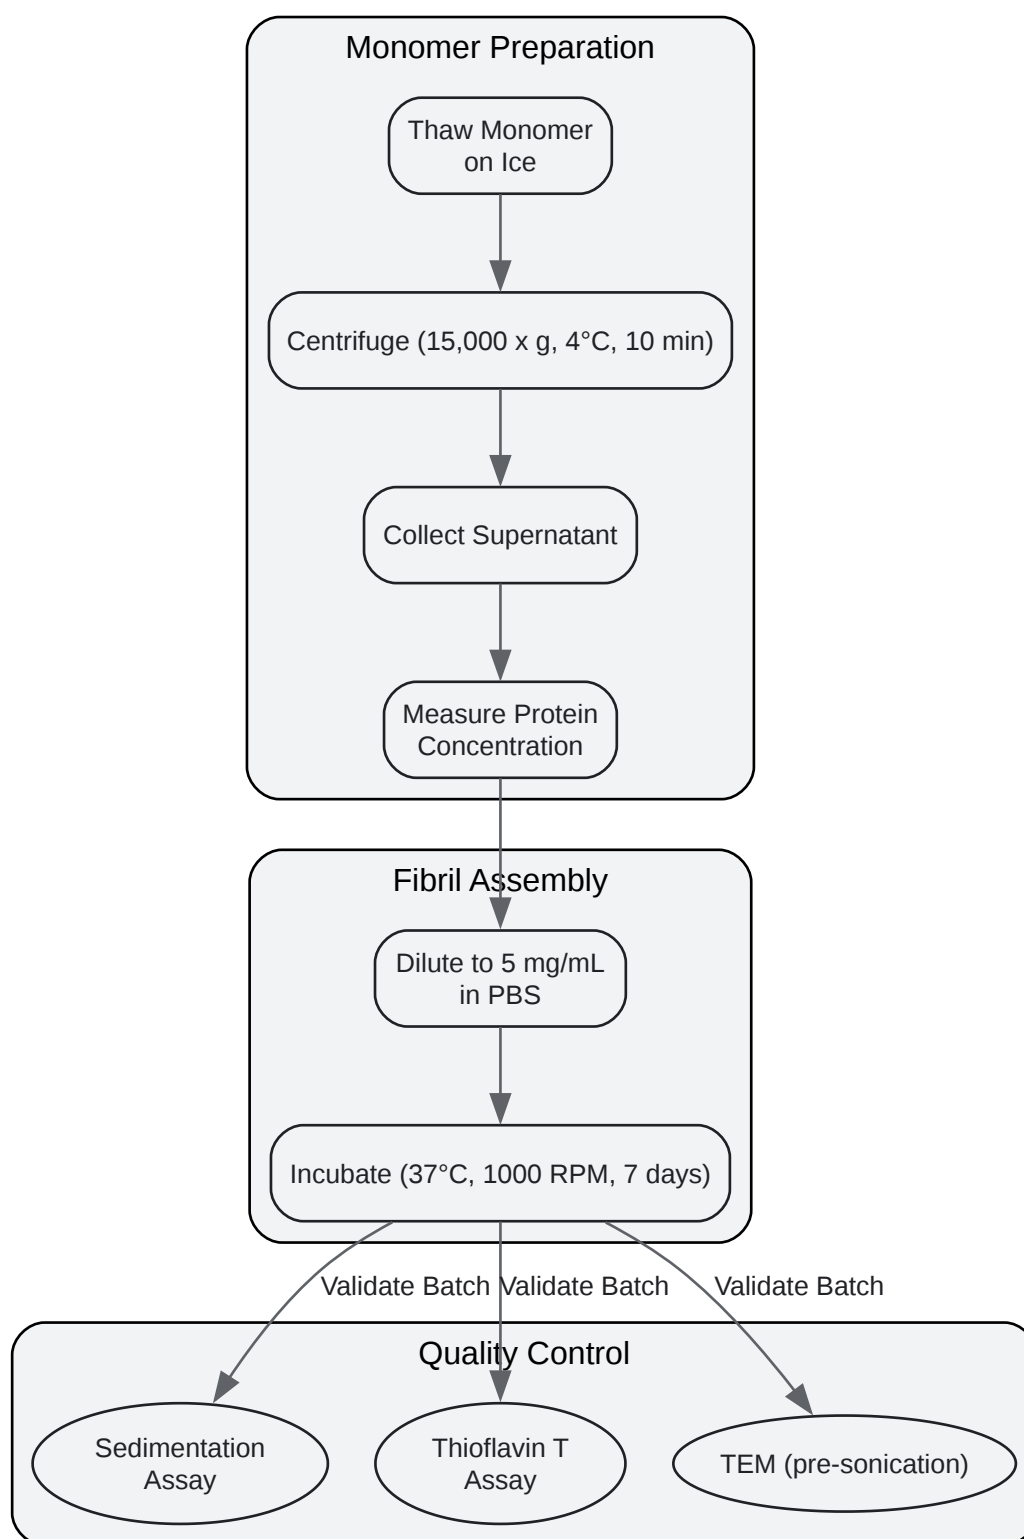 Monomer Preparation
Thaw Monomer
on Ice
Centrifuge (15,000 x g, 4°C, 10 min)
Collect Supernatant
Measure Protein
Concentration
Fibril Assembly
Dilute to 5 mg/mL
in PBS
Incubate (37°C, 1000 RPM, 7 days)
Validate Batch
Validate Batch
Validate Batch
Quality Control
Sedimentation
Assay
Thioflavin T
Assay
TEM (pre-sonication)